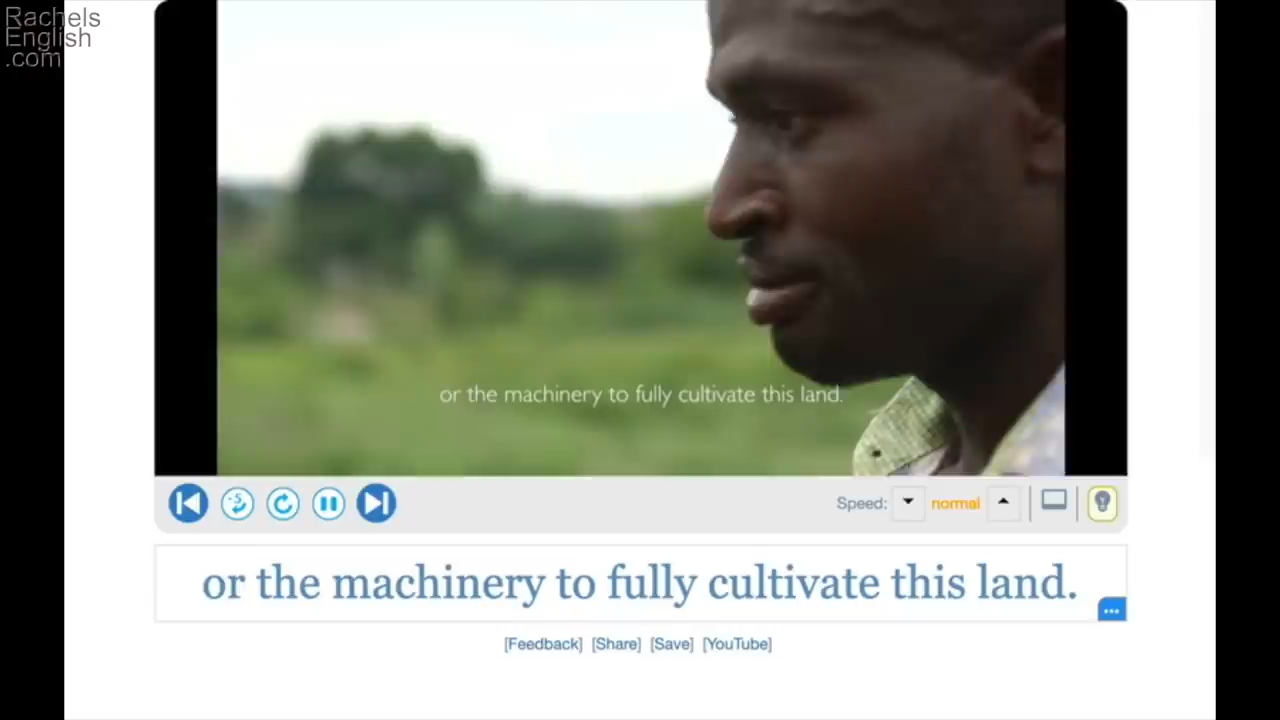 Rachels
English
.com
or the machinery to fully cultivate this land.
-5
Speed: normal
or the machinery to fully cultivate this land.
...
[Feedback] [Share] [Save] [YouTube]